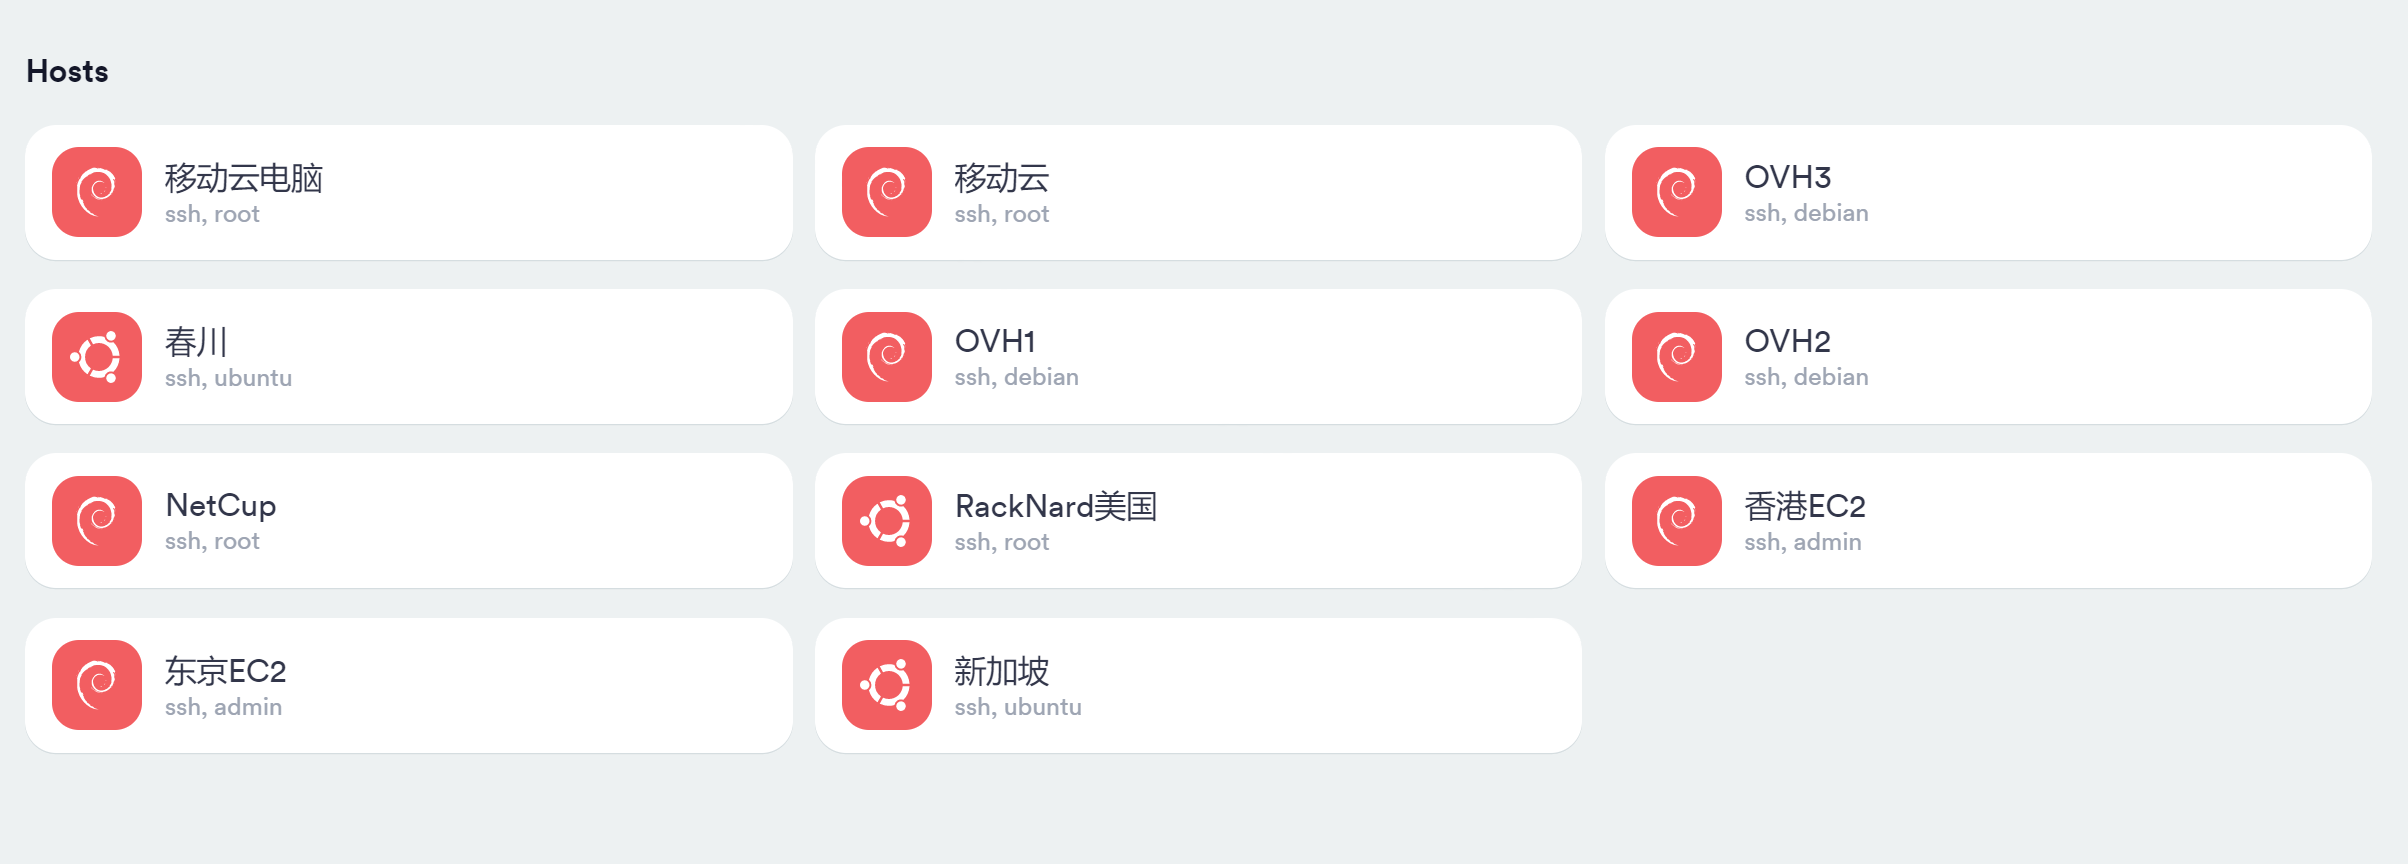 Hosts
移动云电脑
ssh, root
移动云
ssh, root
OVH3
ssh, debian
春川
ssh, ubuntu
OVH1
ssh, debian
OVH2
ssh, debian
NetCup
ssh, root
RackNard美国
ssh, root
香港EC2
ssh, admin
东京EC2
ssh, admin
新加坡
ssh, ubuntu